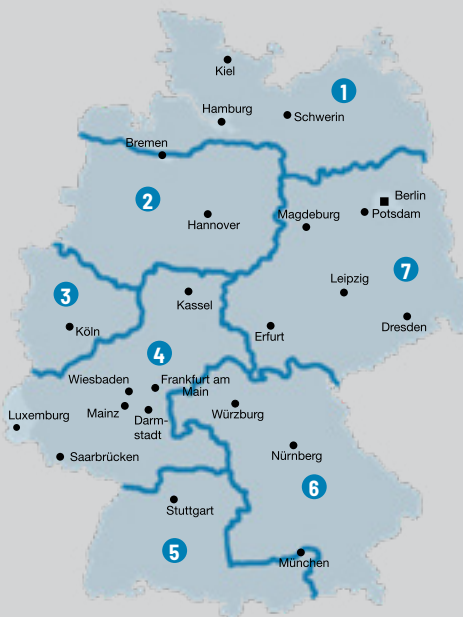 Kiel
1
Hamburg
Schwerin
Bremen
Berlin
2
Magdeburg
Potsdam
Hannover
7
3
Leipzig
Kassel
Köln
Erfurt
Dresden
4
Wiesbaden
Frankfurt am
Main
Luxemburg
Mainz
Darm-
stadt
Würzburg
Saarbrücken
Nürnberg
6
Stuttgart
5
München